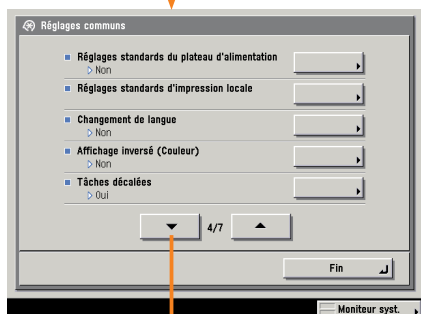 Réglages communs
Réglages standards du plateau d'alimentation
Non
Réglages standards d'impression locale
Changement de langue
Non
Affichage inversé (Couleur)
Non
Tâches décalées
Oui
4/7
Fin
Moniteur syst.